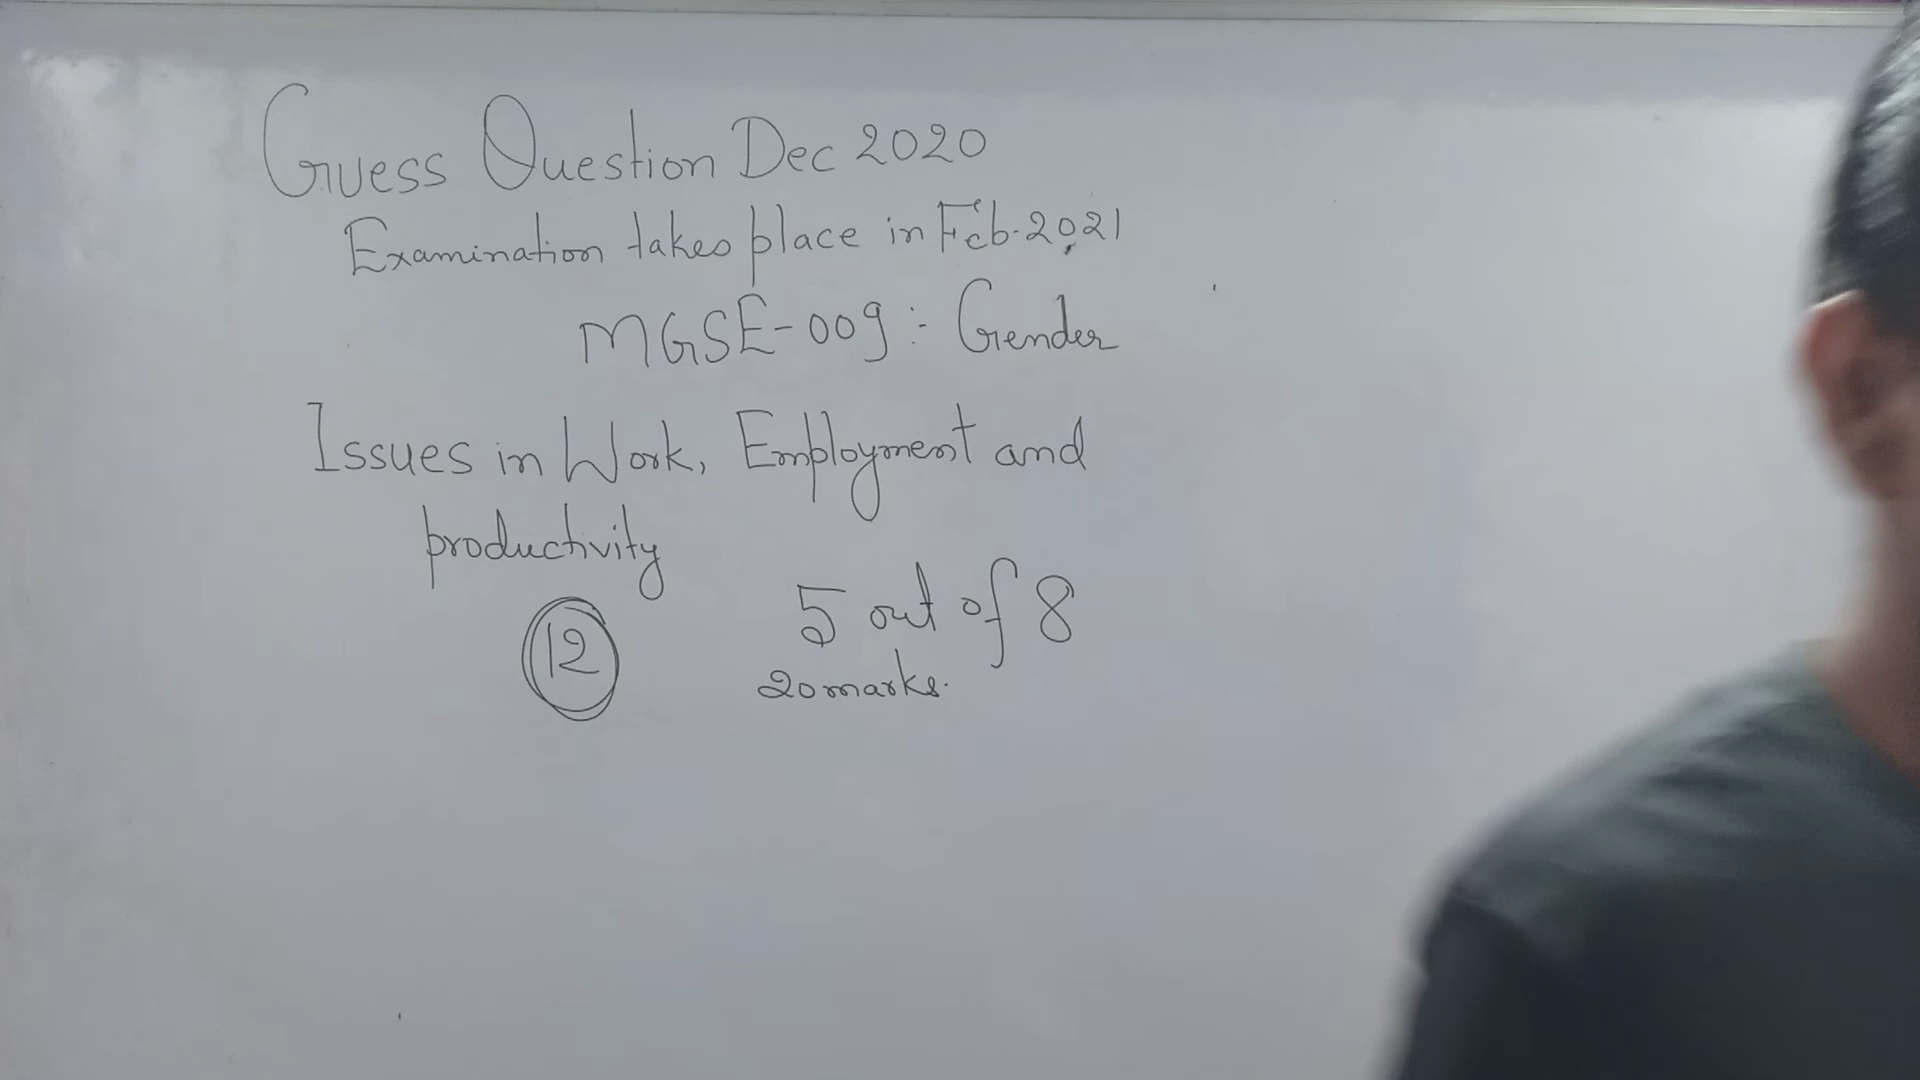 Guess Question Dec 2020
Examination takes place in Feb. 2021
MGSE-009:- Gender
Issues in Work, Employment and
productivity
12
5 out of 8
20 marks.